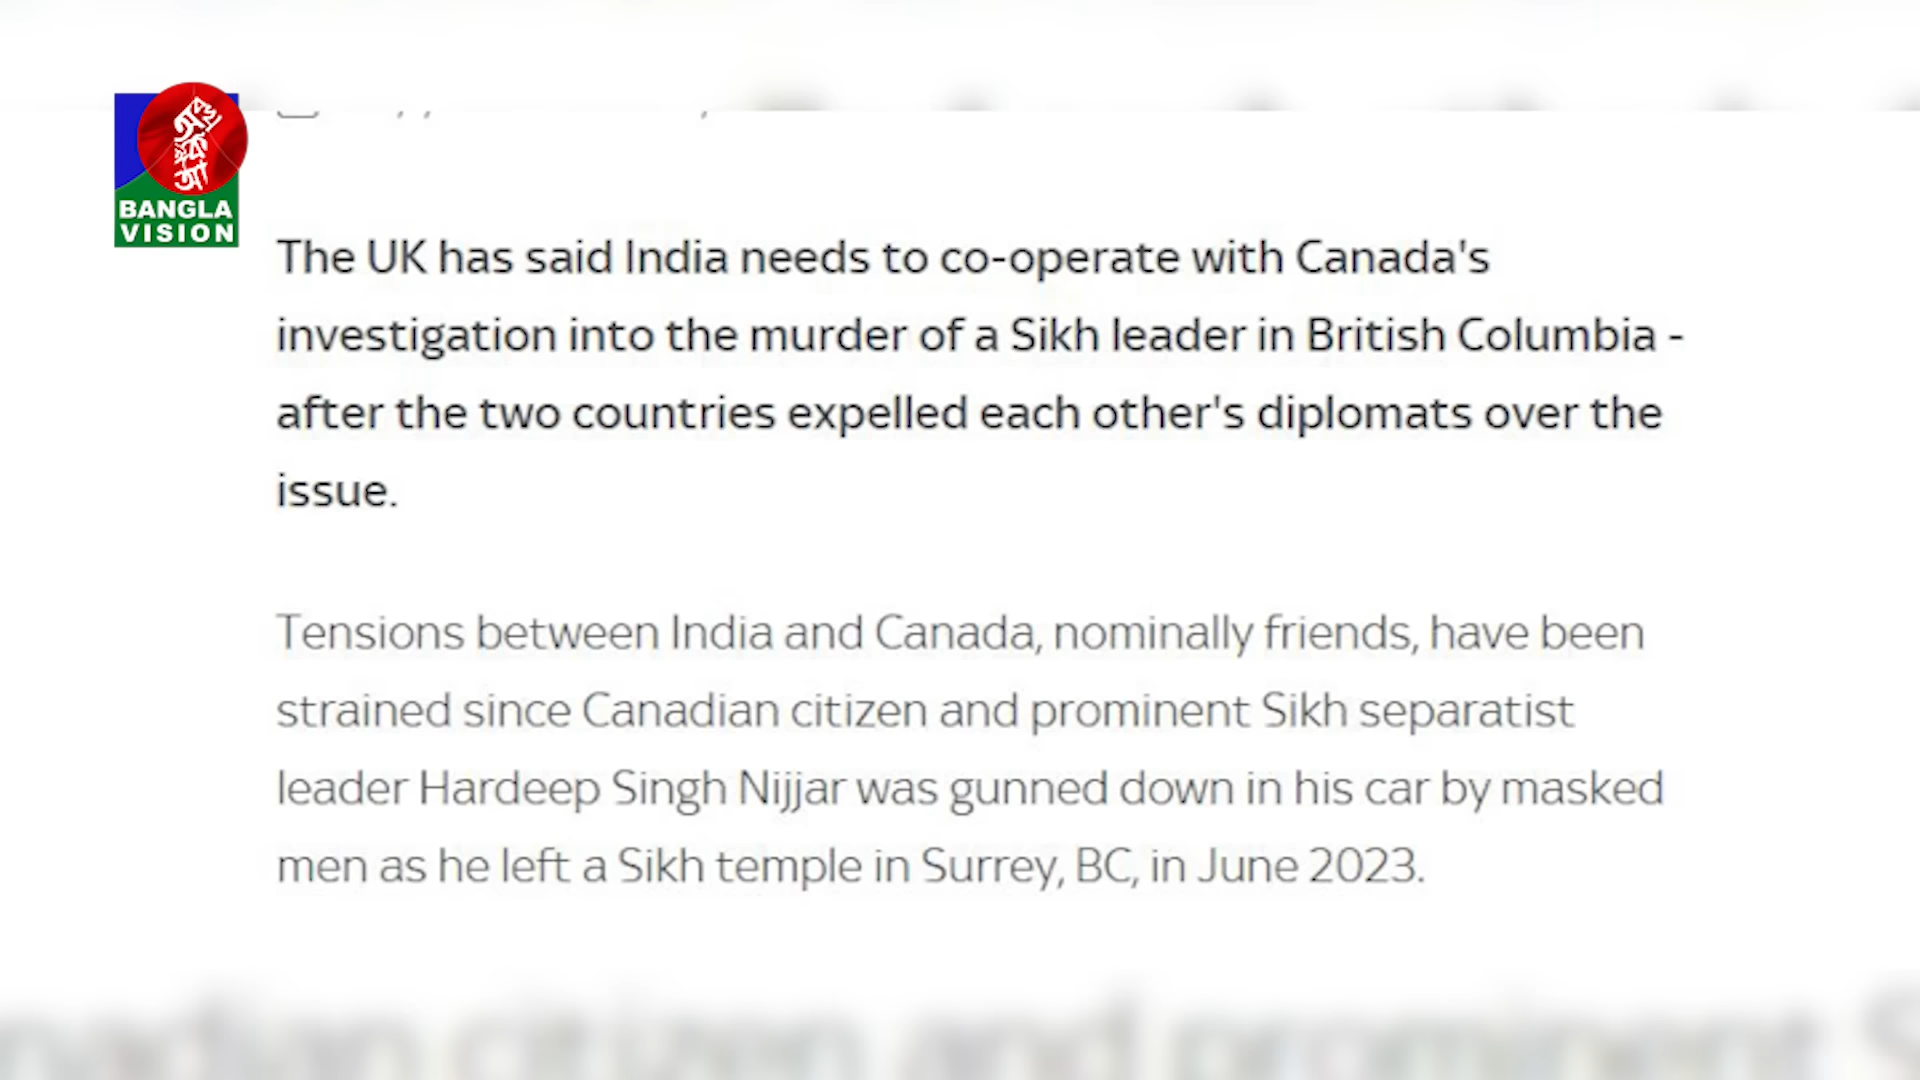 BANGLA
VISION
The UK has said India needs to co-operate with Canada's
investigation into the murder of a Sikh leader in British Columbia -
after the two countries expelled each other's diplomats over the
issue.
Tensions between India and Canada, nominally friends, have been
strained since Canadian citizen and prominent Sikh separatist
leader Hardeep Singh Nijjar was gunned down in his car by masked
men as he left a Sikh temple in Surrey, BC, in June 2023.
citizen and prominent